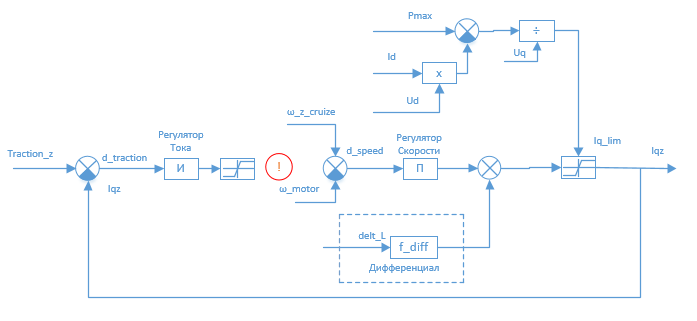 Pmax
Id
x
Ud
÷
Uq
ω_z_cruize
Регулятор
Тока
Регулятор
Скорости
Iq_lim
Iqz
Traction_z
d_traction
И
!
d_speed
П
Iqz
ω_motor
delt_L
f_diff
Дифференциал